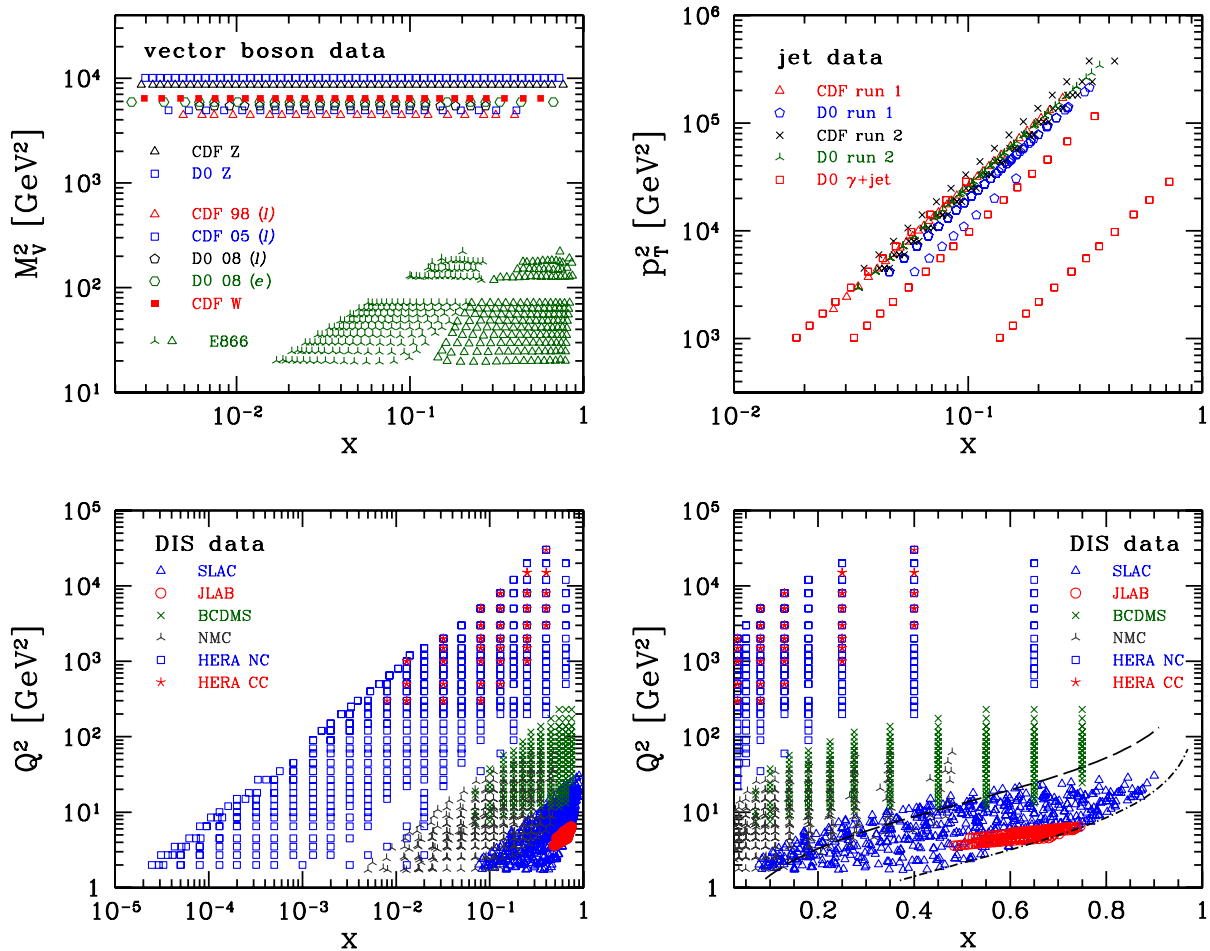 vector boson data
10⁴
10³
10²
10¹
M²V [GeV²]
CDF Z
D0 Z
CDF 98 (l)
CDF 05 (l)
D0 08 (l)
D0 08 (e)
CDF W
E866
10⁻² 10⁻¹ 1
x
jet data
10⁶
10⁵
10⁴
10³
p²T [GeV²]
CDF run 1
D0 run 1
CDF run 2
D0 run 2
D0 γ+jet
10⁻² 10⁻¹ 1
x
DIS data
10⁵
10⁴
10³
10²
10¹
1
Q² [GeV²]
SLAC
JLAB
BCDMS
NMC
HERA NC
HERA CC
10⁻⁵ 10⁻⁴ 10⁻³ 10⁻² 10⁻¹ 1
x
DIS data
10⁵
10⁴
10³
10²
10¹
1
Q² [GeV²]
SLAC
JLAB
BCDMS
NMC
HERA NC
HERA CC
0.2 0.4 0.6 0.8 1
x